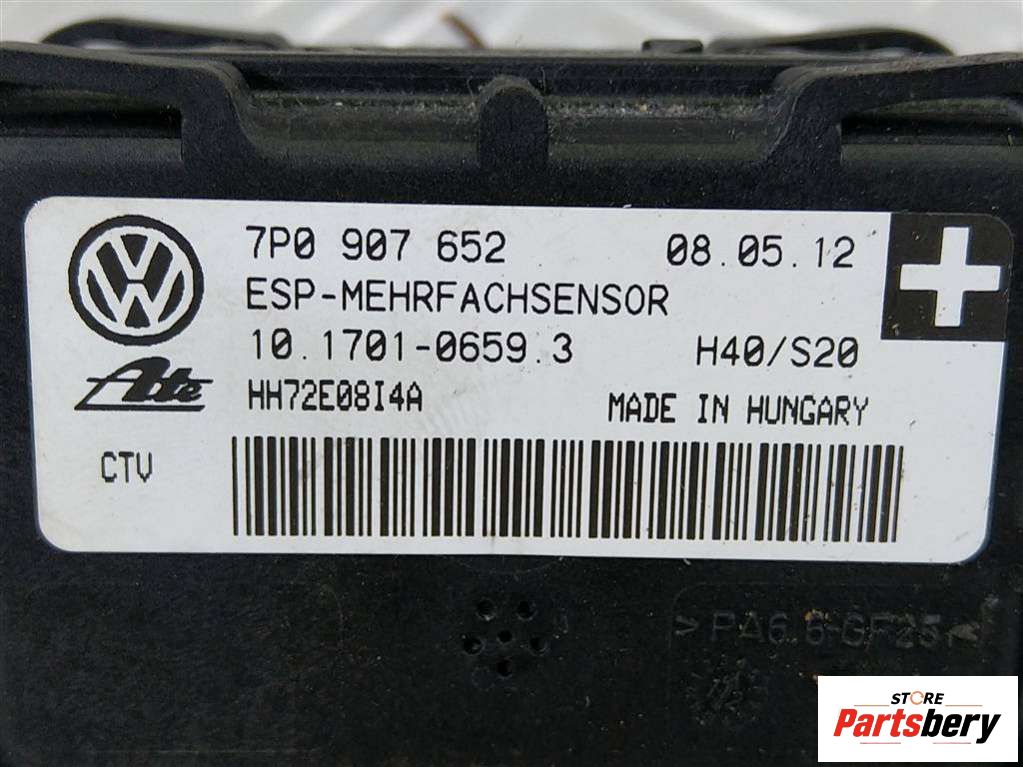 7P0 907 652 08.05.12
ESP-MEHRFACHSENSOR
10.1701-0659.3 H40/S20
Ate HH72E08I4A MADE IN HUNGARY
CTV
>PA6.6-GF25<
STORE
Partsbery